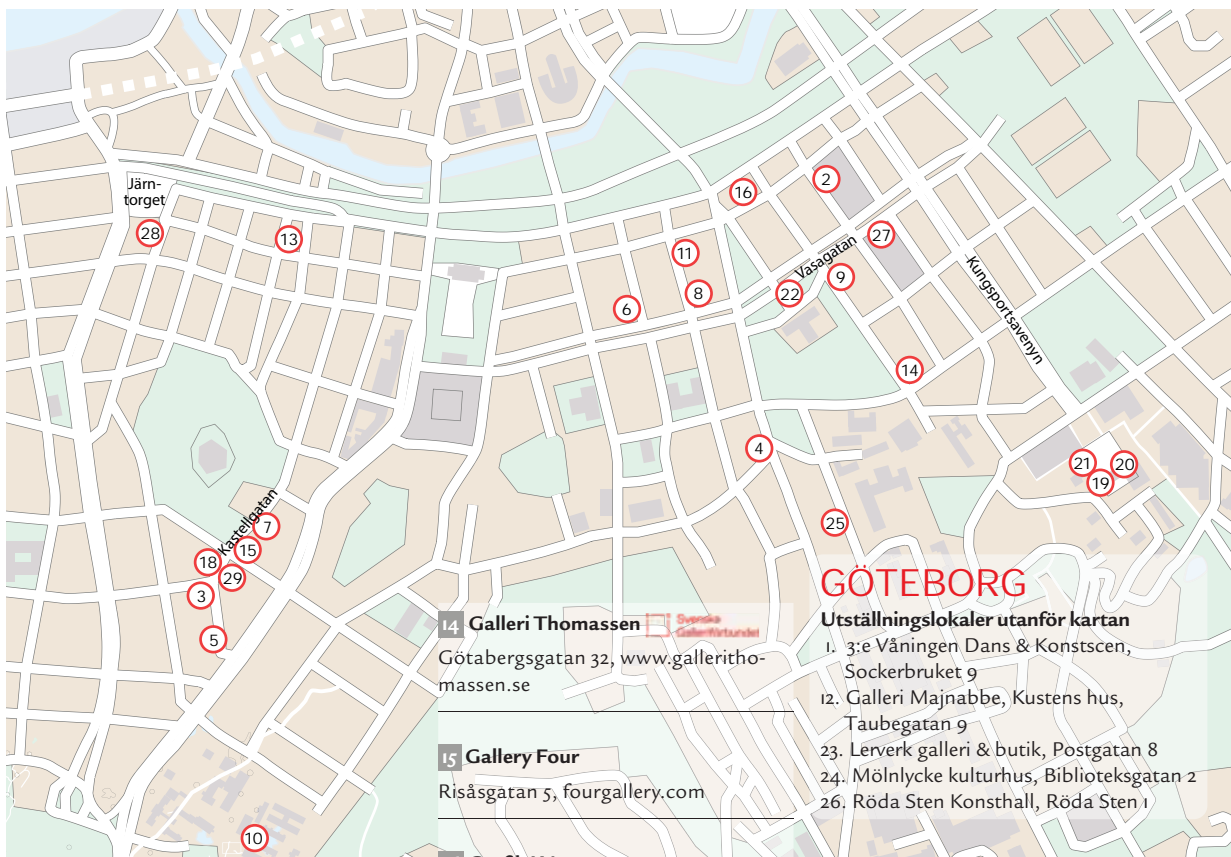 Järn-
torget
28
13
16
2
27
11
Vasagatan
9
22
8
6
Kungsportsavenyn
14
4
21
20
19
25
Kastellgatan
7
15
18
29
3
5
10
14 Galleri Thomassen
Svenska
Galleriförbundet
Götabergsgatan 32, www.galleritho-
massen.se
15 Gallery Four
Risåsgatan 5, fourgallery.com
GÖTEBORG
Utställningslokaler utanför kartan
1. 3:e Våningen Dans & Konstscen,
Sockerbruket 9
12. Galleri Majnabbe, Kustens hus,
Taubegatan 9
23. Lerverk galleri & butik, Postgatan 8
24. Mölnlycke kulturhus, Biblioteksgatan 2
26. Röda Sten Konsthall, Röda Sten 1